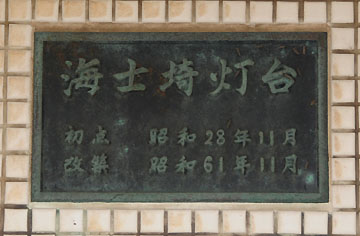 海士埼灯台
初点 昭和28年11月
改築 昭和61年11月